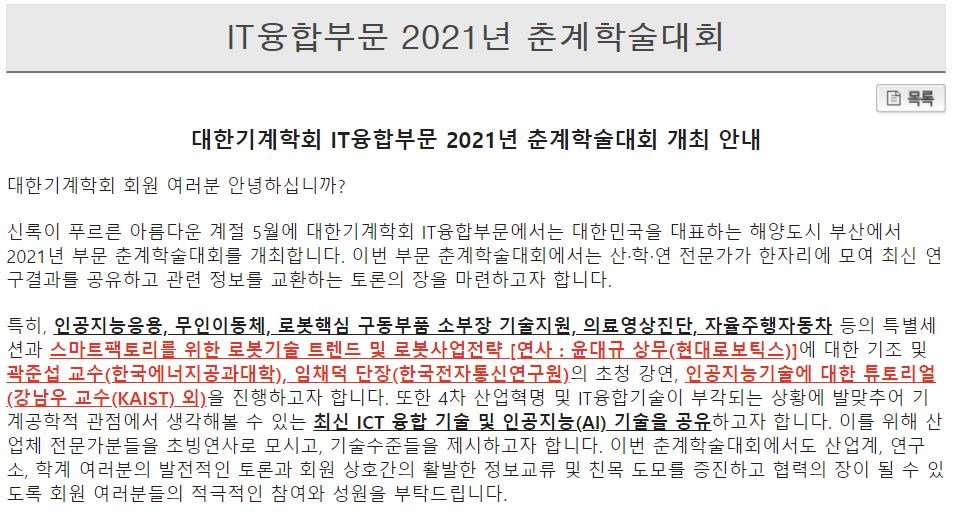 IT융합부문 2021년 춘계학술대회
목록
대한기계학회 IT융합부문 2021년 춘계학술대회 개최 안내
대한기계학회 회원 여러분 안녕하십니까?
신록이 푸르른 아름다운 계절 5월에 대한기계학회 IT융합부문에서는 대한민국을 대표하는 해양도시 부산에서
2021년 부문 춘계학술대회를 개최합니다. 이번 부문 춘계학술대회에서는 산·학·연 전문가가 한자리에 모여 최신 연
구결과를 공유하고 관련 정보를 교환하는 토론의 장을 마련하고자 합니다.
특히, 인공지능응용, 무인이동체, 로봇핵심 구동부품 소부장 기술지원, 의료영상진단, 자율주행자동차 등의 특별세
션과 스마트팩토리를 위한 로봇기술 트렌드 및 로봇사업전략 [연사 : 윤대규 상무(현대로보틱스)]에 대한 기조 및
곽준섭 교수(한국에너지공과대학), 임채덕 단장(한국전자통신연구원)의 초청 강연, 인공지능기술에 대한 튜토리얼
(강남우 교수(KAIST) 외)을 진행하고자 합니다. 또한 4차 산업혁명 및 IT융합기술이 부각되는 상황에 발맞추어 기
계공학적 관점에서 생각해볼 수 있는 최신 ICT 융합 기술 및 인공지능(AI) 기술을 공유하고자 합니다. 이를 위해 산
업체 전문가분들을 초빙연사로 모시고, 기술수준들을 제시하고자 합니다. 이번 춘계학술대회에서도 산업계, 연구
소, 학계 여러분의 발전적인 토론과 회원 상호간의 활발한 정보교류 및 친목 도모를 증진하고 협력의 장이 될 수 있
도록 회원 여러분들의 적극적인 참여와 성원을 부탁드립니다.